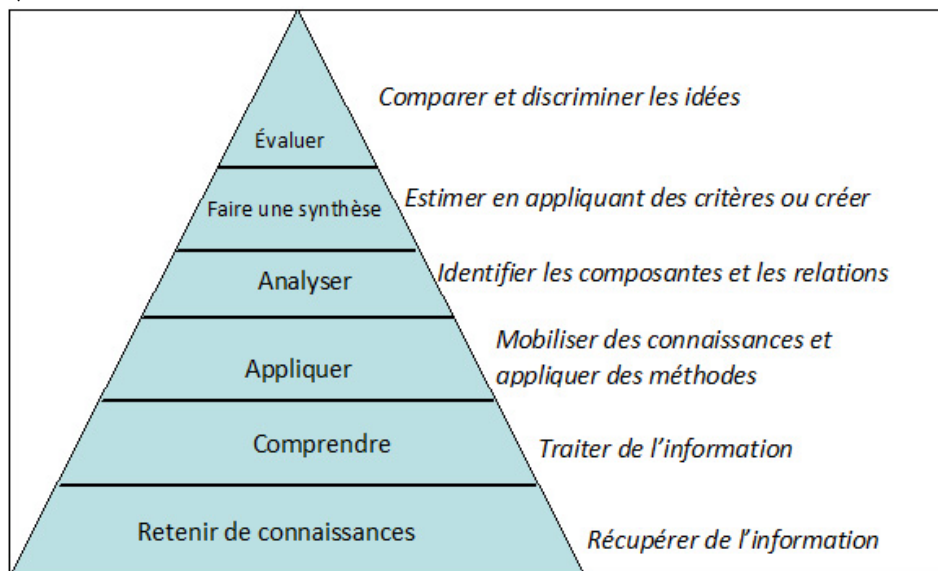 Comparer et discriminer les idées
Évaluer
Faire une synthèse
Estimer en appliquant des critères ou créer
Analyser
Identifier les composantes et les relations
Appliquer
Mobiliser des connaissances et
appliquer des méthodes
Comprendre
Traiter de l'information
Retenir de connaissances
Récupérer de l'information